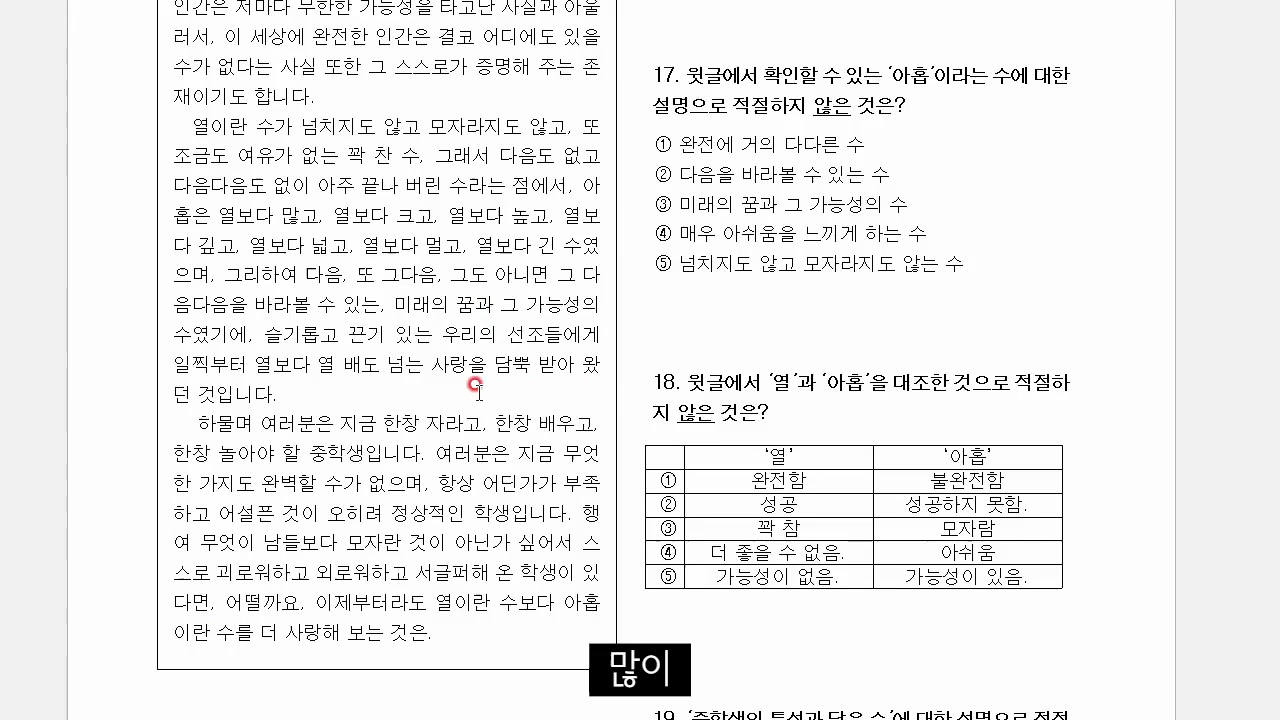 인간은 저마다 무한한 가능성을 타고난 사실과 아울
러서, 이 세상에 완전한 인간은 결코 어디에도 있을
수가 없다는 사실 또한 그 스스로가 증명해 주는 존
재이기도 합니다.
열이란 수가 넘치지도 않고 모자라지도 않고, 또
조금도 여유가 없는 꽉 찬 수, 그래서 다음도 없고
다음다음도 없이 아주 끝나 버린 수라는 점에서, 아
홉은 열보다 많고, 열보다 크고, 열보다 높고, 열보
다 깊고, 열보다 넓고, 열보다 멀고, 열보다 긴 수였
으며, 그리하여 다음, 또 그다음, 그도 아니면 그 다
음다음을 바라볼 수 있는, 미래의 꿈과 그 가능성의
수였기에, 슬기롭고 끈기 있는 우리의 선조들에게
일찍부터 열보다 열 배도 넘는 사랑을 담뿍 받아 왔
던 것입니다.
하물며 여러분은 지금 한창 자라고, 한창 배우고,
한창 놀아야 할 중학생입니다. 여러분은 지금 무엇
한 가지도 완벽할 수가 없으며, 항상 어딘가가 부족
하고 어설픈 것이 오히려 정상적인 학생입니다. 행
여 무엇이 남들보다 모자란 것이 아닌가 싶어서 스
스로 괴로워하고 외로워하고 서글퍼해 온 학생이 있
다면, 어떨까요, 이제부터라도 열이란 수보다 아홉
이란 수를 더 사랑해 보는 것은.
17. 윗글에서 확인할 수 있는 ‘아홉’이라는 수에 대한
설명으로 적절하지 않은 것은?
① 완전에 거의 다다른 수
② 다음을 바라볼 수 있는 수
③ 미래의 꿈과 그 가능성의 수
④ 매우 아쉬움을 느끼게 하는 수
⑤ 넘치지도 않고 모자라지도 않는 수
18. 윗글에서 ‘열’과 ‘아홉’을 대조한 것으로 적절하
지 않은 것은?
‘열’ ‘아홉’
① 완전함 불완전함
② 성공 성공하지 못함.
③ 꽉 참 모자람
④ 더 좋을 수 없음. 아쉬움
⑤ 가능성이 없음. 가능성이 있음.
19. ‘중학생의 특성과 닮은 수’에 대한 설명으로 적절
많이